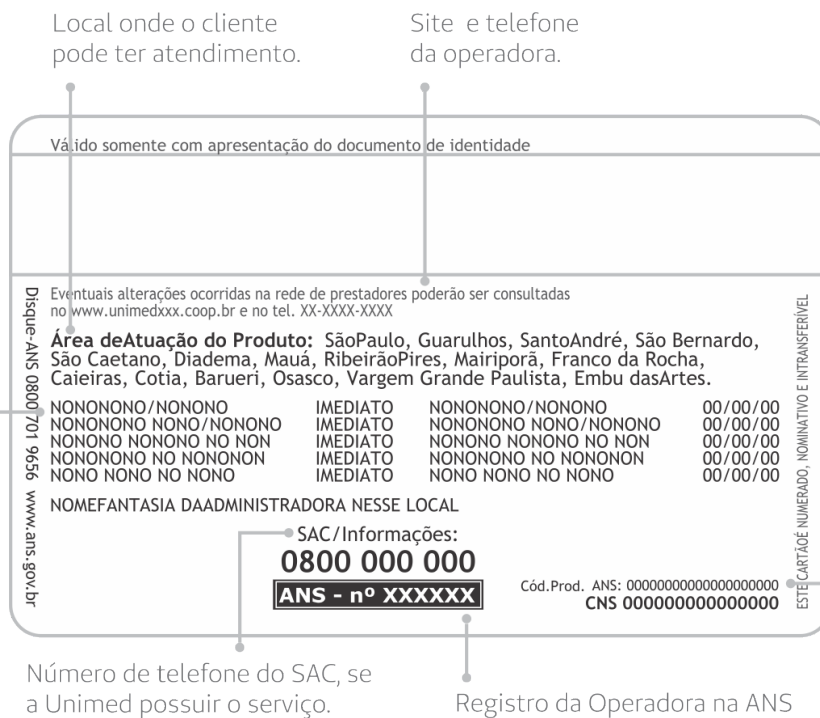 Local onde o cliente
pode ter atendimento.
Site e telefone
da operadora.
Válido somente com apresentação do documento de identidade
Eventuais alterações ocorridas na rede de prestadores poderão ser consultadas
no www.unimedxxx.coop.br e no tel. XX-XXXX-XXXX
Área deAtuação do Produto: SãoPaulo, Guarulhos, SantoAndré, São Bernardo,
São Caetano, Diadema, Mauá, RibeirãoPires, Mairiporã, Franco da Rocha,
Caieiras, Cotia, Barueri, Osasco, Vargem Grande Paulista, Embu dasArtes.
NONONONO/NONONO IMEDIATO NONONONO/NONONO 00/00/00
NONONONO NONO/NONONO IMEDIATO NONONONO NONO/NONONO 00/00/00
NONONO NONONO NO NON IMEDIATO NONONO NONONO NO NON 00/00/00
NONONONO NO NONONON IMEDIATO NONONONO NO NONONON 00/00/00
NONO NONO NO NONO IMEDIATO NONO NONO NO NONO 00/00/00
NOMEFANTASIA DAADMINISTRADORA NESSE LOCAL
SAC/Informações:
0800 000 000
ANS - nº XXXXXX
Cód.Prod. ANS: 00000000000000000000
CNS 000000000000000
Disque-ANS 0800 701 9656 www.ans.gov.br
ESTE CARTÃOÉ NUMERADO, NOMINATIVO E INTRANSFERÍVEL
Número de telefone do SAC, se
a Unimed possuir o serviço.
Registro da Operadora na ANS